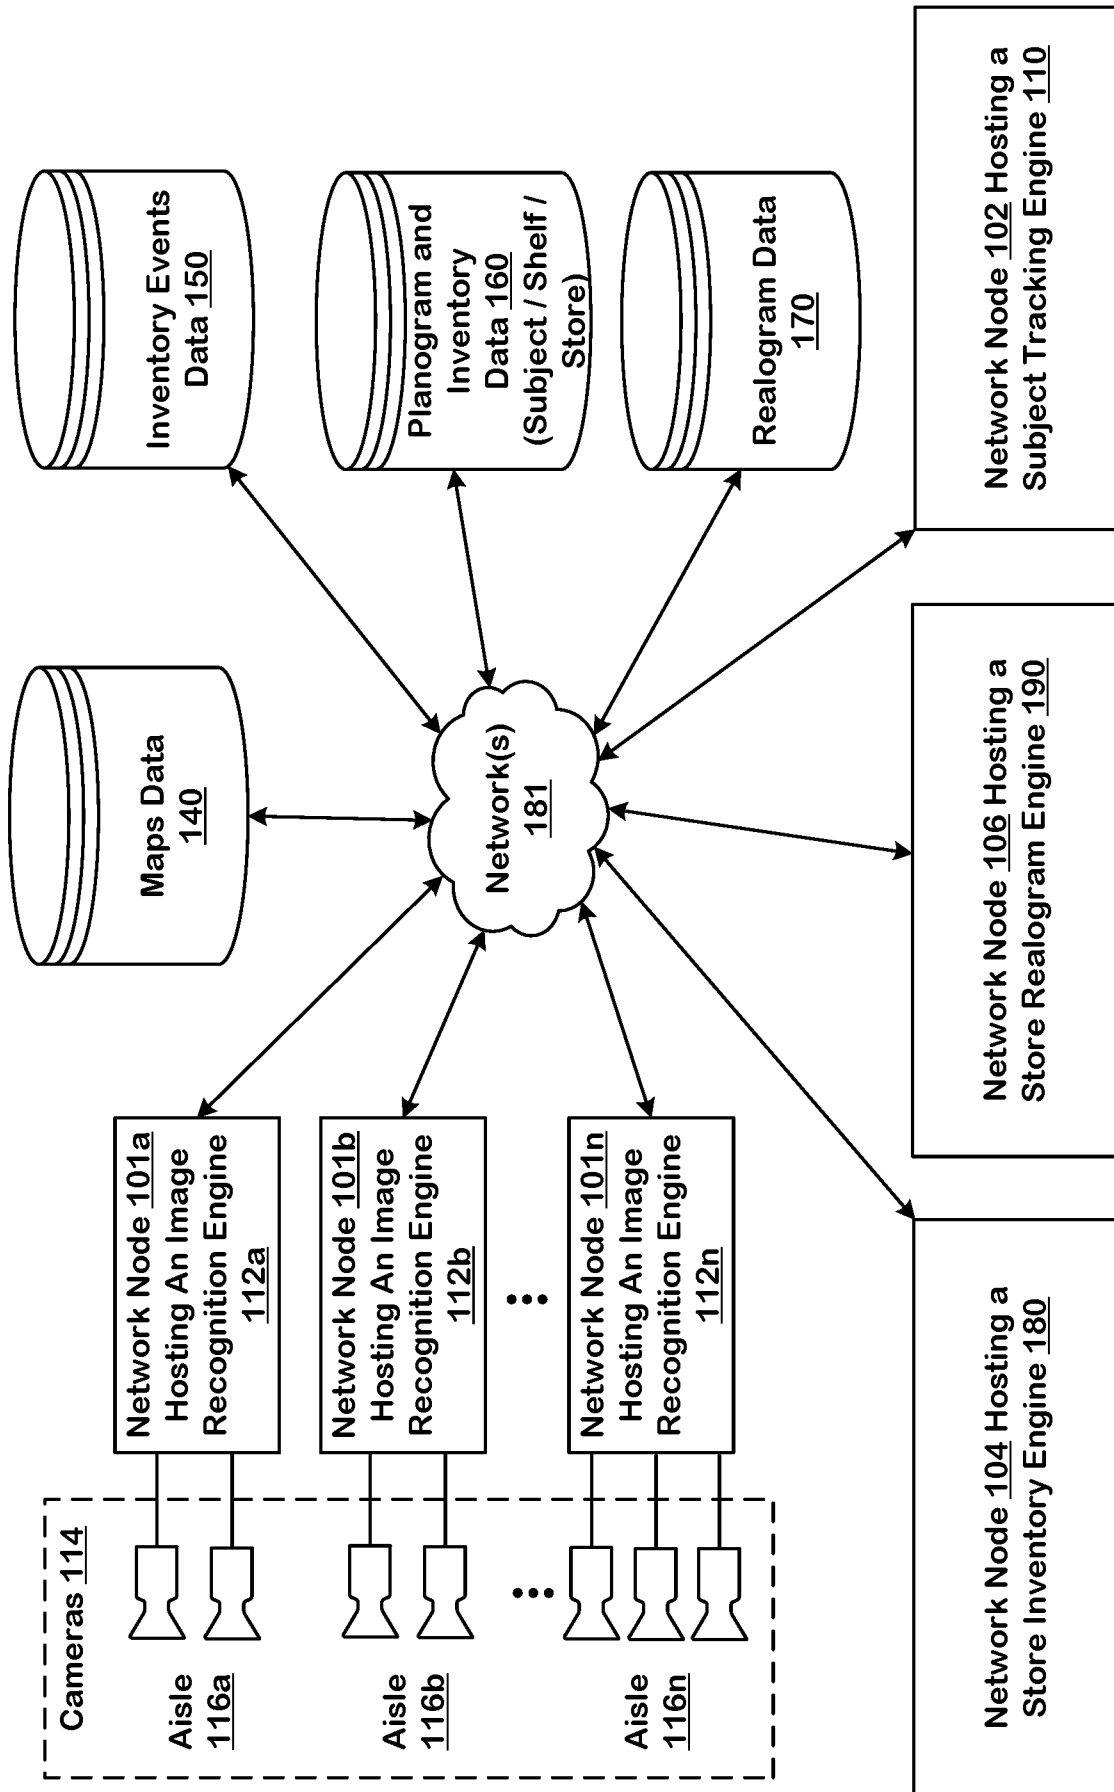 Cameras 114
Aisle
116a
Aisle
116b
•••
Aisle
116n
Network Node 101a
Hosting An Image
Recognition Engine
112a
Network Node 101b
Hosting An Image
Recognition Engine
112b
•••
Network Node 101n
Hosting An Image
Recognition Engine
112n
Maps Data
140
Network(s)
181
Inventory Events
Data 150
Planogram and
Inventory
Data 160
(Subject / Shelf /
Store)
Realogram Data
170
Network Node 104 Hosting a
Store Inventory Engine 180
Network Node 106 Hosting a
Store Realogram Engine 190
Network Node 102 Hosting a
Subject Tracking Engine 110